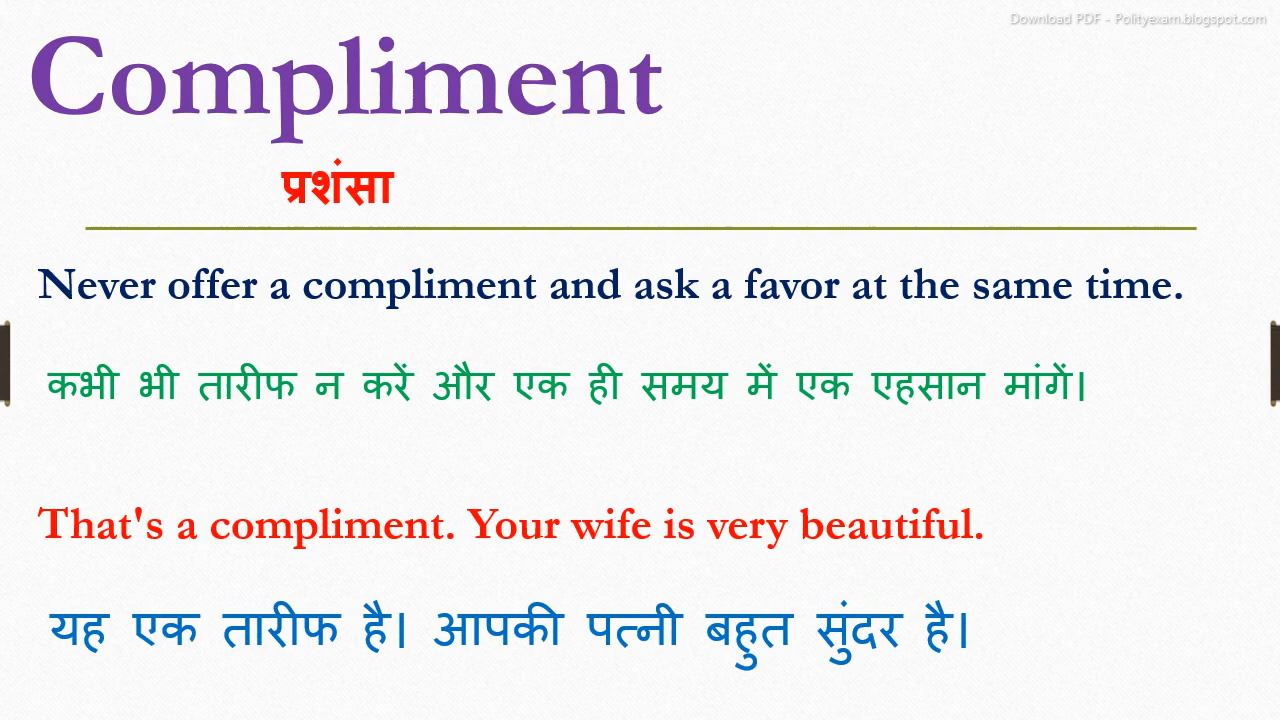 Download PDF - Polityexam.blogspot.com
Compliment
प्रशंसा
Never offer a compliment and ask a favor at the same time.
कभी भी तारीफ न करें और एक ही समय में एक एहसान मांगें।
That's a compliment. Your wife is very beautiful.
यह एक तारीफ है। आपकी पत्नी बहुत सुंदर है।